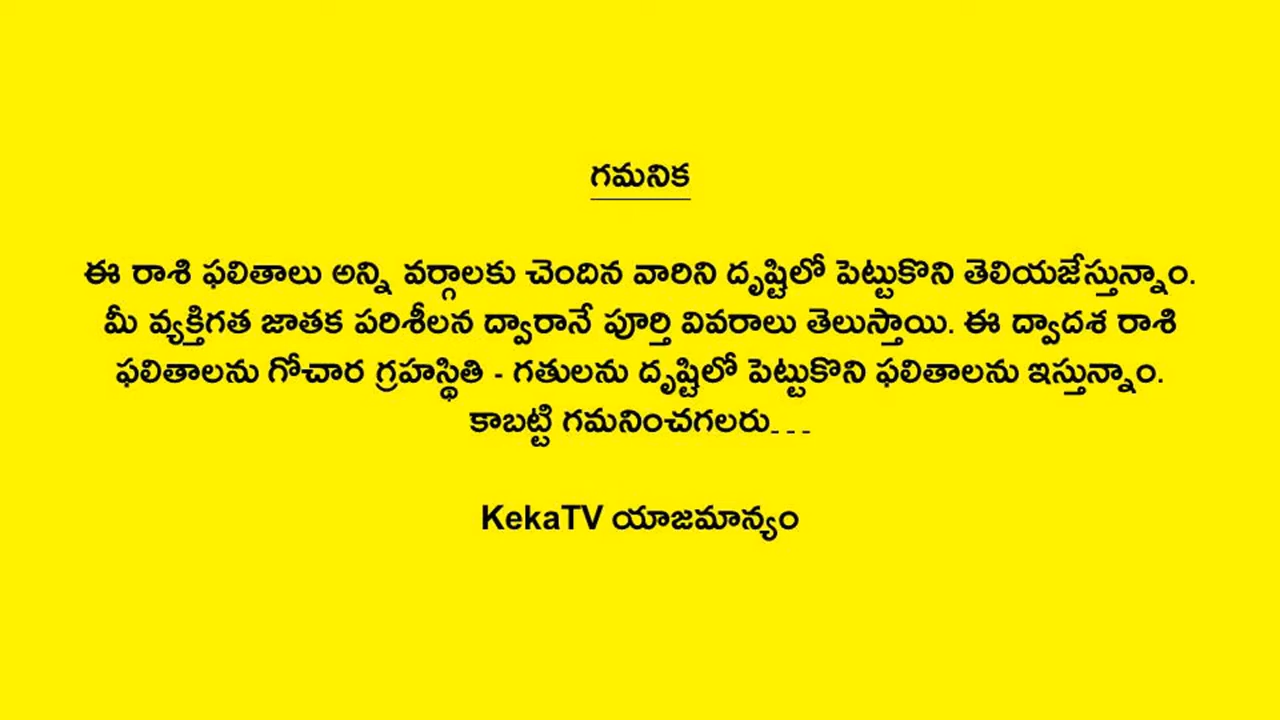 గమనిక
ఈ రాశి ఫలితాలు అన్ని వర్గాలకు చెందిన వారిని దృష్టిలో పెట్టుకొని తెలియజేస్తున్నాం.
మీ వ్యక్తిగత జాతక పరిశీలన ద్వారానే పూర్తి వివరాలు తెలుస్తాయి. ఈ ద్వాదశ రాశి
ఫలితాలను గోచార గ్రహస్థితి - గతులను దృష్టిలో పెట్టుకొని ఫలితాలను ఇస్తున్నాం.
కాబట్టి గమనించగలరు...
KekaTV యాజమాన్యం